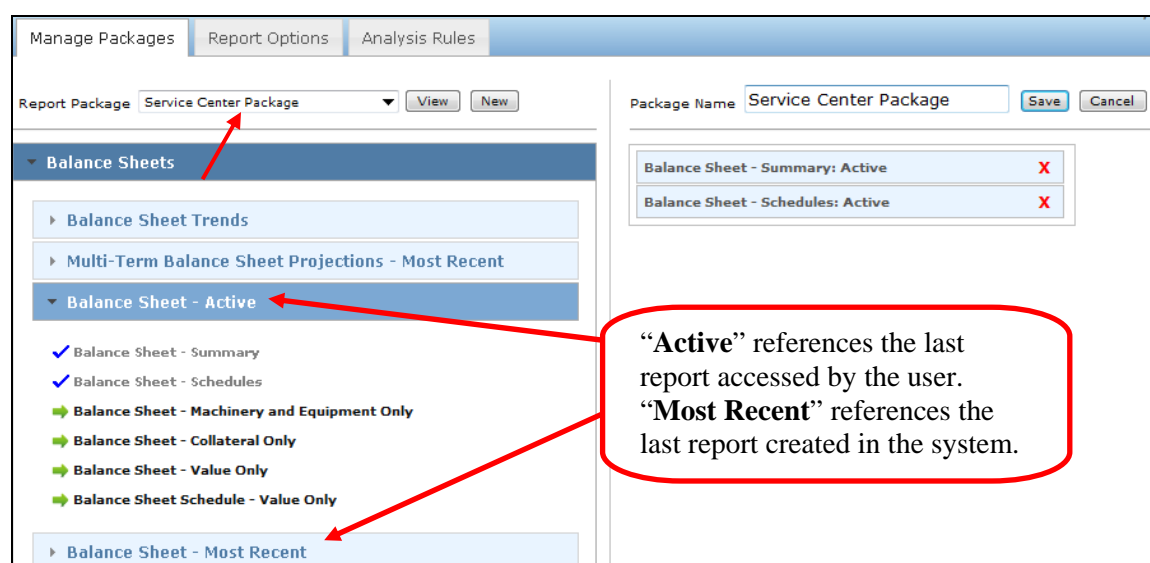 Manage Packages Report Options Analysis Rules
Report Package Service Center Package View New
Package Name Service Center Package Save Cancel
Balance Sheets
Balance Sheet Trends
Multi-Term Balance Sheet Projections - Most Recent
Balance Sheet - Active
Balance Sheet - Summary
Balance Sheet - Schedules
Balance Sheet - Machinery and Equipment Only
Balance Sheet - Collateral Only
Balance Sheet - Value Only
Balance Sheet Schedule - Value Only
Balance Sheet - Most Recent
Balance Sheet - Summary: Active X
Balance Sheet - Schedules: Active X
“Active” references the last
report accessed by the user.
“Most Recent” references the
last report created in the system.